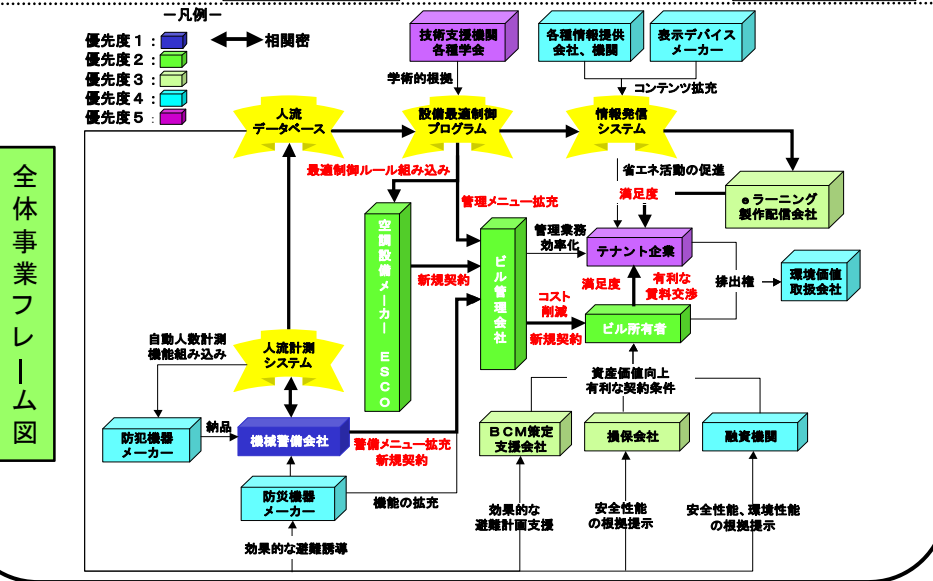 －凡例－
優先度１：
相関密
優先度２：
優先度３：
優先度４：
優先度５：
技術支援機関
各種学会
各種情報提供
会社、機関
表示デバイス
メーカー
学術的根拠
コンテンツ拡充
人流
データベース
設備最適制御
プログラム
情報発信
システム
最適制御ルール組み込み
省エネ活動の促進
満足度
eラーニング
製作配信会社
管理メニュー拡充
全体事業フレーム図
空調設備メーカー　ＥＳＣＯ
ビル管理会社
管理業務
効率化
テナント企業
新規契約
満足度
有利な
賃料交渉
排出権
環境価値
取扱会社
コスト
削減
新規契約
ビル所有者
自動人数計測
機能組み込み
人流計測
システム
資産価値向上
有利な契約条件
防犯機器
メーカー
納品
機械警備会社
警備メニュー拡充
新規契約
ＢＣＭ策定
支援会社
損保会社
融資機関
防災機器
メーカー
機能の拡充
効果的な
避難計画支援
安全性能
の根拠提示
安全性能、環境性能
の根拠提示
効果的な避難誘導